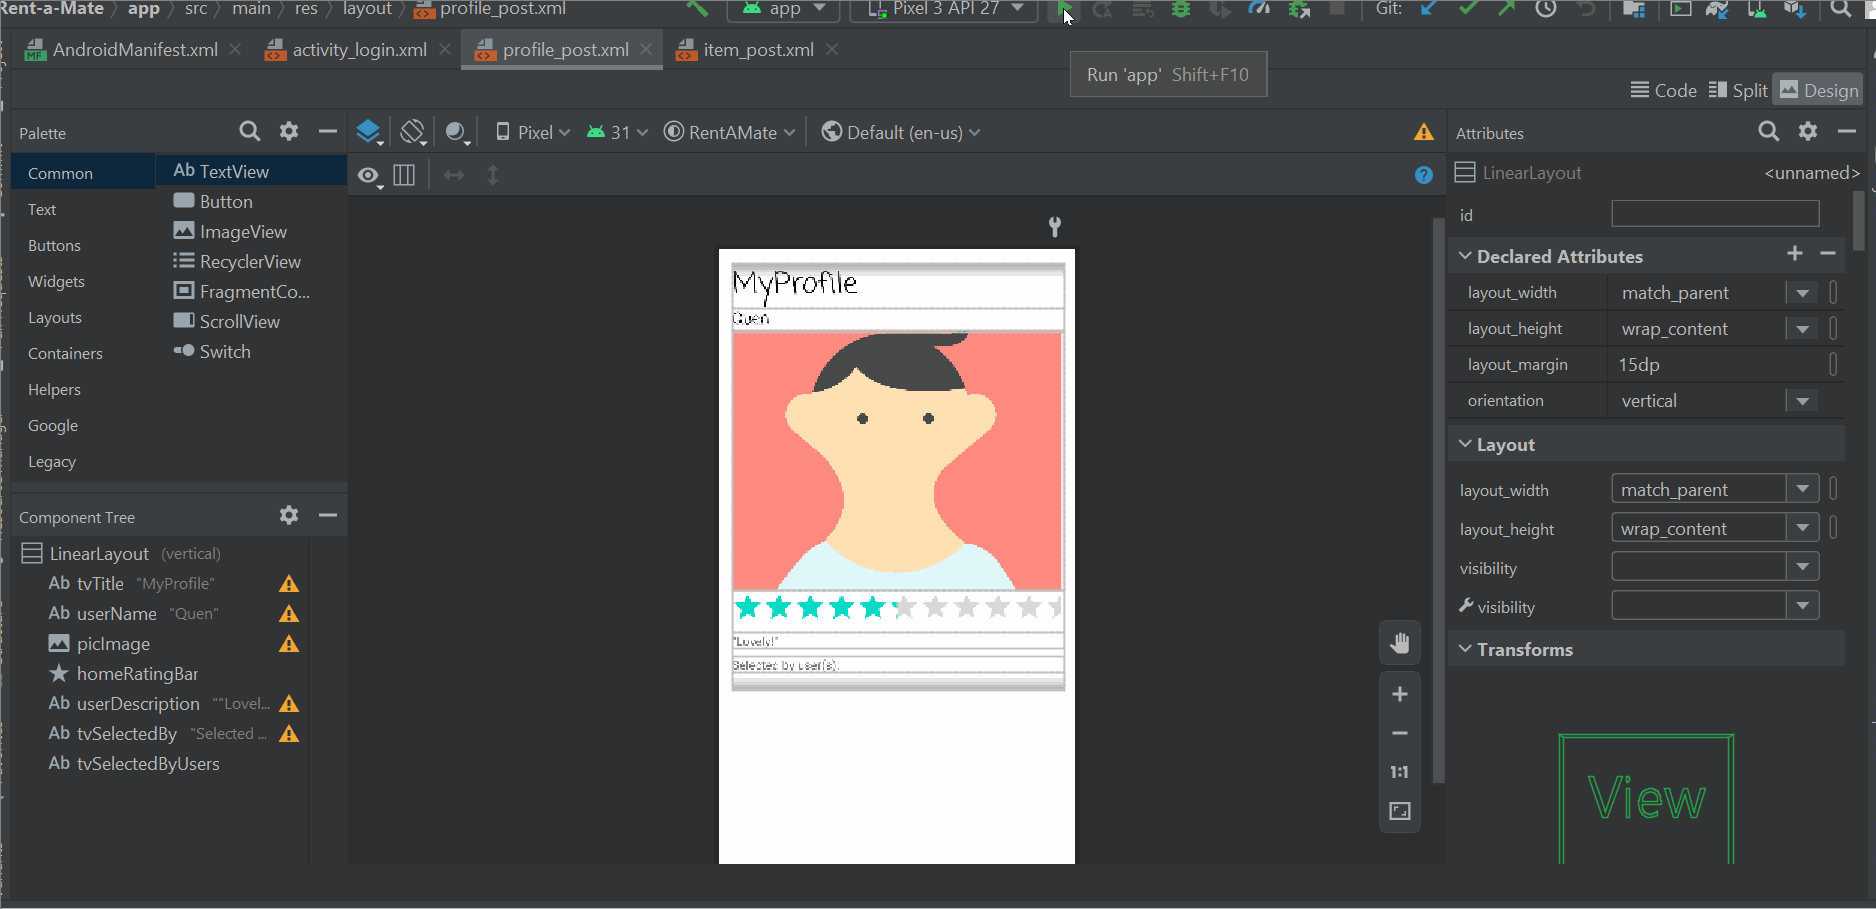 Rent-a-Mate app src main res layout profile_post.xml app Pixel 3 API 27 Git:
AndroidManifest.xml activity_login.xml profile_post.xml item_post.xml
Run 'app' Shift+F10
Code Split Design
Palette
Pixel 31 RentAMate Default (en-us)
Attributes
Common
Text
Buttons
Widgets
Layouts
Containers
Helpers
Google
Legacy
Ab TextView
Button
ImageView
RecyclerView
FragmentCo...
ScrollView
Switch
Component Tree
LinearLayout (vertical)
Ab tvTitle "MyProfile"
Ab userName "Quen"
picImage
homeRatingBar
Ab userDescription ""Lovel...
Ab tvSelectedBy "Selected ...
Ab tvSelectedByUsers
MyProfile
Quen
"Lovely!"
Selected by user(s):
1:1
LinearLayout <unnamed>
id
Declared Attributes
layout_width match_parent
layout_height wrap_content
layout_margin 15dp
orientation vertical
Layout
layout_width match_parent
layout_height wrap_content
visibility
visibility
Transforms
View